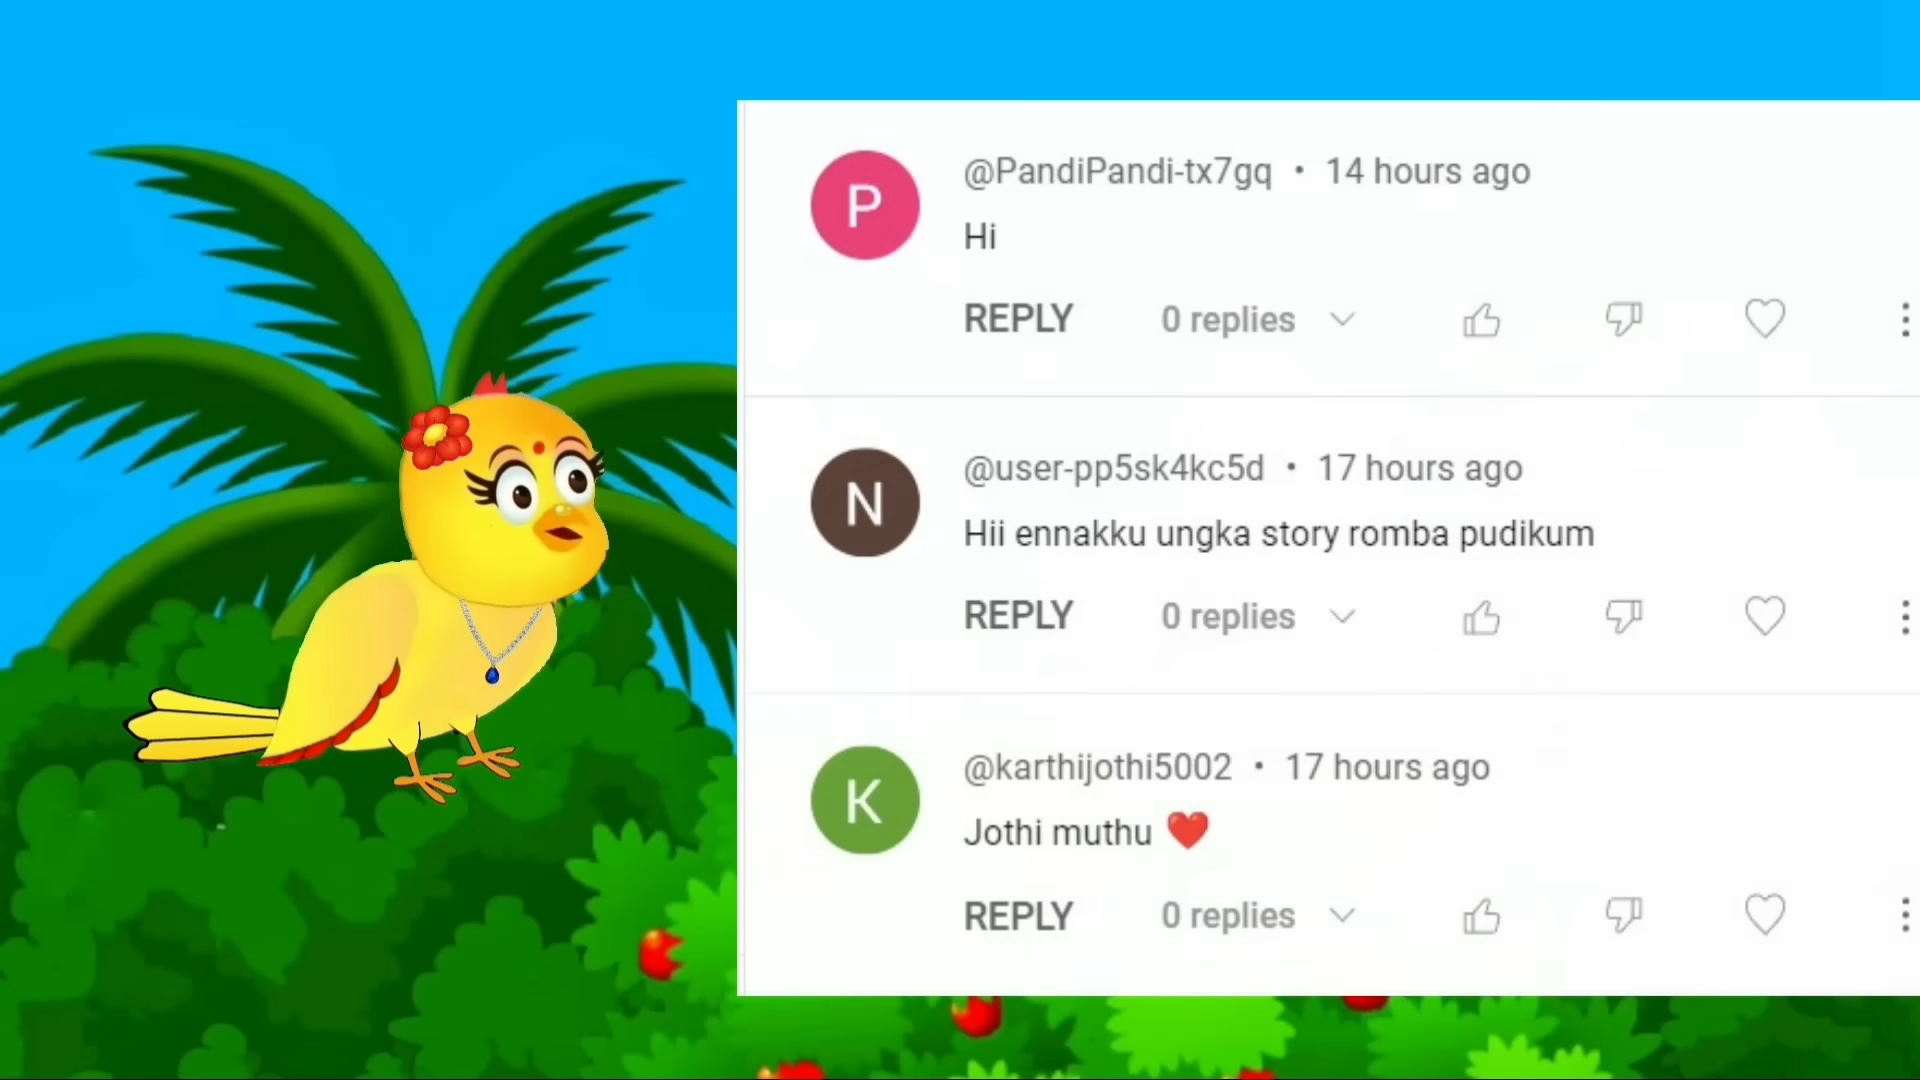 P
@PandiPandi-tx7gq • 14 hours ago
Hi
REPLY 0 replies
N
@user-pp5sk4kc5d • 17 hours ago
Hii ennakku ungka story romba pudikum
REPLY 0 replies
K
@karthijothi5002 • 17 hours ago
Jothi muthu ❤️
REPLY 0 replies